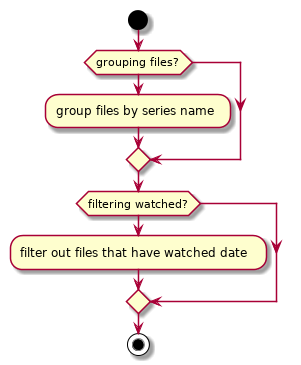 grouping files?
group files by series name
filtering watched?
filter out files that have watched date